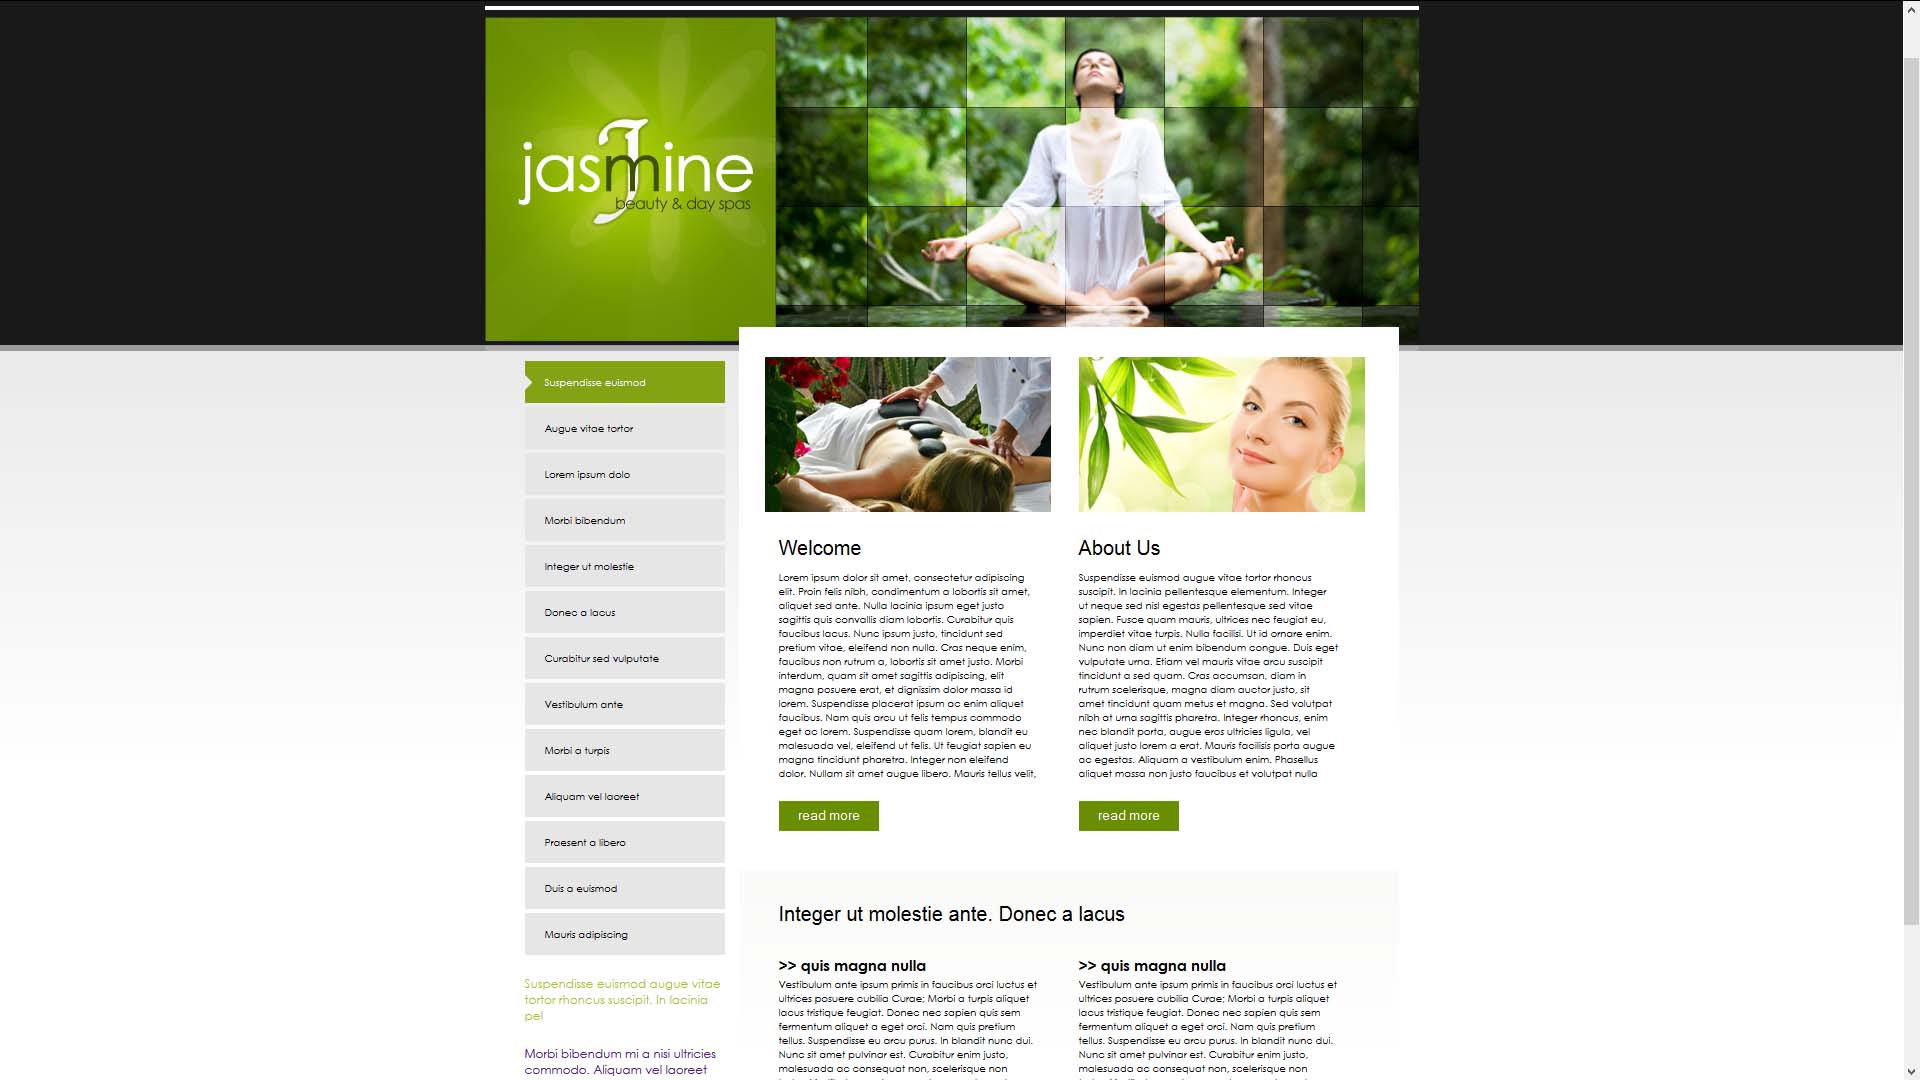 jasmine
beauty & day spas
Suspendisse euismod
Augue vitae tortor
Lorem ipsum dolo
Morbi bibendum
Integer ut molestie
Donec a lacus
Curabitur sed vulputate
Vestibulum ante
Morbi a turpis
Aliquam vel laoreet
Praesent a libero
Duis a euismod
Mauris adipiscing
Suspendisse euismod augue vitae
tortor rhoncus suscipit. In lacinia
pel
Morbi bibendum mi a nisi ultricies
commodo. Aliquam vel laoreet
Welcome
Lorem ipsum dolor sit amet, consectetur adipiscing
elit. Proin felis nibh, condimentum a lobortis sit amet,
aliquet sed ante. Nulla lacinia ipsum eget justo
sagittis quis convallis diam lobortis. Curabitur quis
faucibus lacus. Nunc ipsum justo, tincidunt sed
pretium vitae, eleifend non nulla. Cras neque enim,
faucibus non rutrum a, lobortis sit amet justo. Morbi
interdum, quam sit amet sagittis adipiscing, elit
magna posuere erat, et dignissim dolor massa id
lorem. Suspendisse placerat ipsum ac enim aliquet
faucibus. Nam quis arcu ut felis tempus commodo
eget ac lorem. Suspendisse quam lorem, blandit eu
malesuada vel, eleifend ut felis. Ut feugiat sapien eu
magna tincidunt pharetra. Integer non eleifend
dolor. Nullam sit amet augue libero. Mauris tellus velit,
read more
About Us
Suspendisse euismod augue vitae tortor rhoncus
suscipit. In lacinia pellentesque elementum. Integer
ut neque sed nisl egestas pellentesque sed vitae
sapien. Fusce quam mauris, ultrices nec feugiat eu,
imperdiet vitae turpis. Nulla facilisi. Ut id ornare enim.
Nunc non diam ut enim bibendum congue. Duis eget
vulputate urna. Etiam vel mauris vitae arcu suscipit
tincidunt a sed quam. Cras accumsan, diam in
rutrum scelerisque, magna diam auctor justo, sit
amet tincidunt quam metus et magna. Sed volutpat
nibh at urna sagittis pharetra. Integer rhoncus, enim
nec blandit porta, augue eros ultricies ligula, vel
aliquet justo lorem a erat. Mauris facilisis porta augue
ac egestas. Aliquam a vestibulum enim. Phasellus
aliquet massa non justo faucibus et volutpat nulla
read more
Integer ut molestie ante. Donec a lacus
>> quis magna nulla
Vestibulum ante ipsum primis in faucibus orci luctus et
ultrices posuere cubilia Curae; Morbi a turpis aliquet
lacus tristique feugiat. Donec nec sapien quis sem
fermentum aliquet a eget orci. Nam quis pretium
tellus. Suspendisse eu arcu purus. In blandit nunc dui.
Nunc sit amet pulvinar est. Curabitur enim justo,
malesuada ac consequat non, scelerisque non
>> quis magna nulla
Vestibulum ante ipsum primis in faucibus orci luctus et
ultrices posuere cubilia Curae; Morbi a turpis aliquet
lacus tristique feugiat. Donec nec sapien quis sem
fermentum aliquet a eget orci. Nam quis pretium
tellus. Suspendisse eu arcu purus. In blandit nunc dui.
Nunc sit amet pulvinar est. Curabitur enim justo,
malesuada ac consequat non, scelerisque non